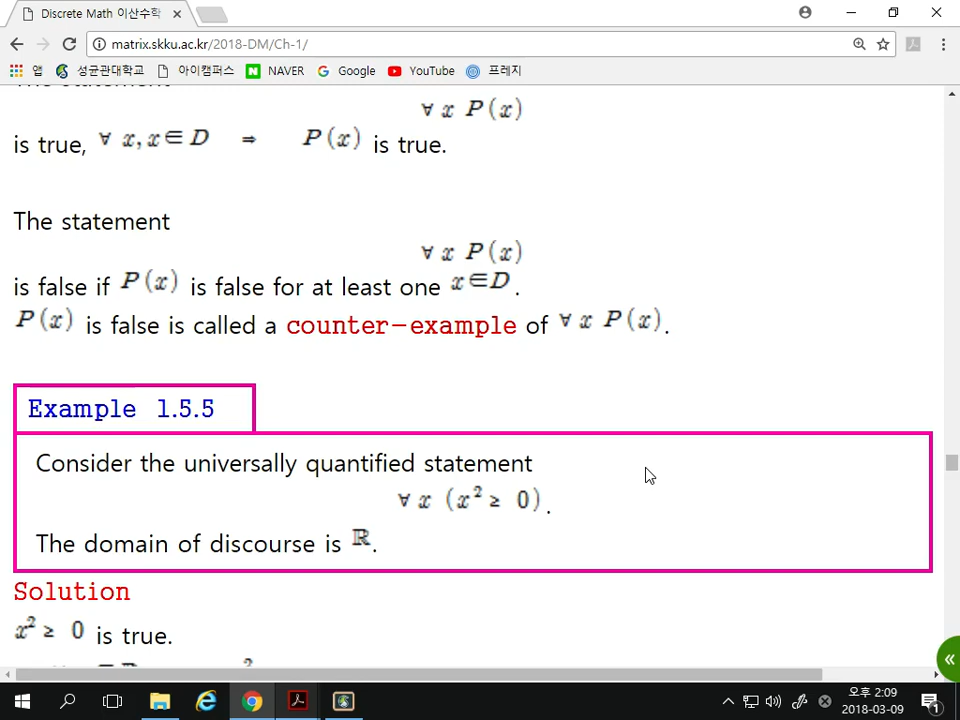 Discrete Math 이산수학
matrix.skku.ac.kr/2018-DM/Ch-1/
앱 성균관대학교 아이캠퍼스 NAVER Google YouTube 프레지
The statement
∀ x P(x)
is true, ∀ x, x∈D ⇒ P(x) is true.
The statement
∀ x P(x)
is false if P(x) is false for at least one x∈D.
P(x) is false is called a counter-example of ∀ x P(x).
Example 1.5.5
Consider the universally quantified statement
∀ x (x² ≥ 0).
The domain of discourse is ℝ.
Solution
x² ≥ 0 is true.
오후 2:09
2018-03-09
1